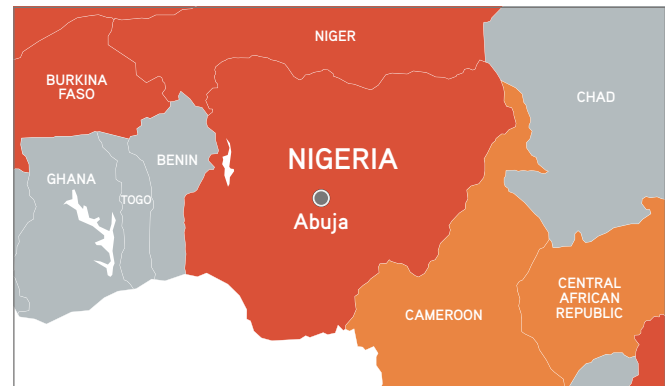 NIGER
BURKINA
FASO
CHAD
NIGERIA
BENIN
GHANA
TOGO
Abuja
CENTRAL
AFRICAN
REPUBLIC
CAMEROON